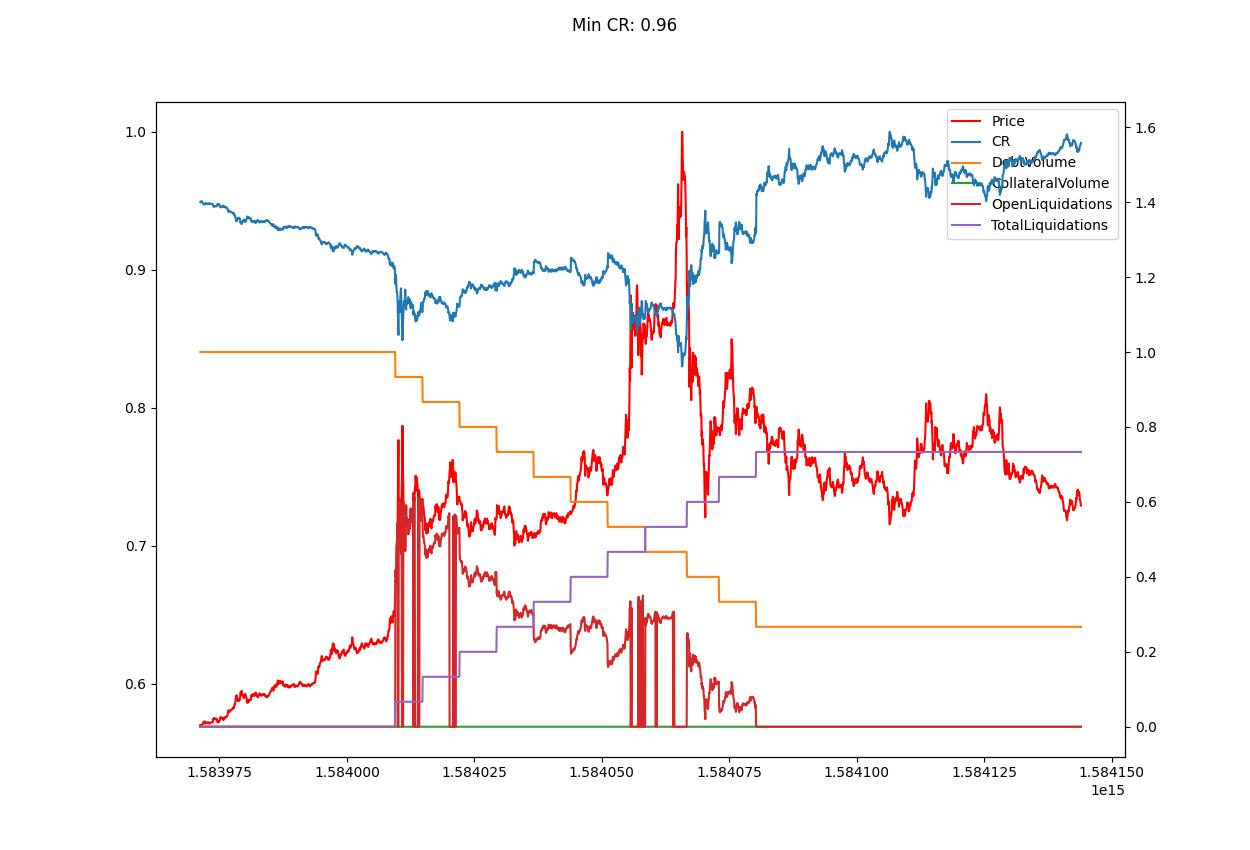 Min CR: 0.96
1.0
0.9
0.8
0.7
0.6
1.6
1.4
1.2
1.0
0.8
0.6
0.4
0.2
0.0
Price
CR
DebtVolume
CollateralVolume
OpenLiquidations
TotalLiquidations
1.583975 1.584000 1.584025 1.584050 1.584075 1.584100 1.584125 1.584150
1e15